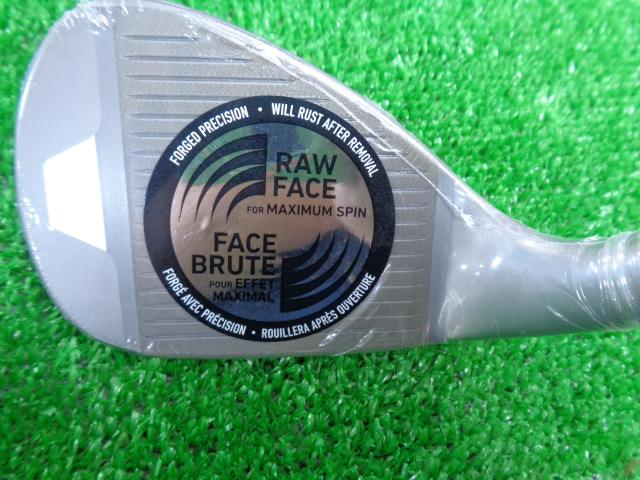 FORGED PRECISION • WILL RUST AFTER REMOVAL
RAW
FACE
FOR MAXIMUM SPIN
FACE
BRUTE
POUR EFFET
MAXIMAL
FORGÉ AVEC PRÉCISION • ROUILLERA APRÈS OUVERTURE